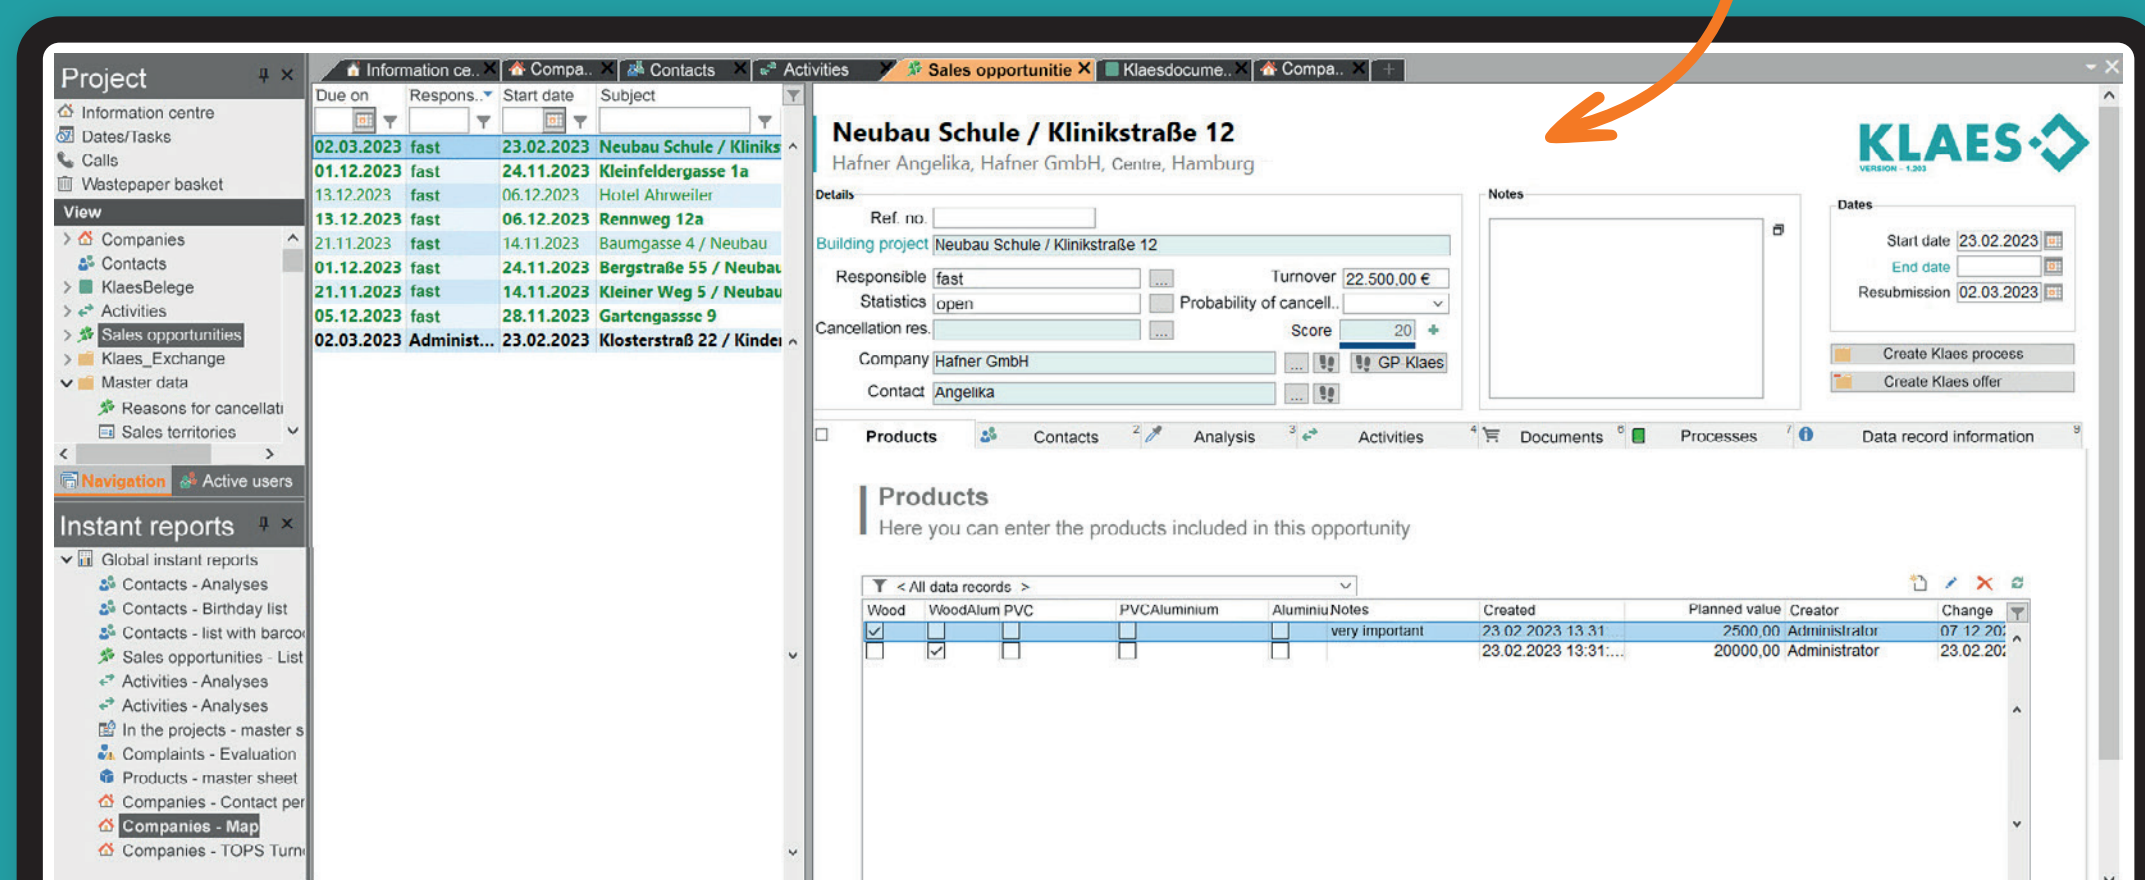 Project
Information centre
Dates/Tasks
Calls
Wastepaper basket
View
Companies
Contacts
KlaesBelege
Activities
Sales opportunities
Klaes_Exchange
Master data
Reasons for cancellati
Sales territories
Navigation Active users
Instant reports
Global instant reports
Contacts - Analyses
Contacts - Birthday list
Contacts - list with barco
Sales opportunities - List
Activities - Analyses
Activities - Analyses
In the projects - master s
Complaints - Evaluation
Products - master sheet
Companies - Contact per
Companies - Map
Companies - TOPS Turn
Information ce.. Compa.. Contacts Activities Sales opportunitie Klaesdocume.. Compa..
Due on Respons.. Start date Subject
02.03.2023 fast 23.02.2023 Neubau Schule / Kliniks
01.12.2023 fast 24.11.2023 Kleinfeldergasse 1a
13.12.2023 fast 06.12.2023 Hotel Ahrweiler
13.12.2023 fast 06.12.2023 Rennweg 12a
21.11.2023 fast 14.11.2023 Baumgasse 4 / Neubau
01.12.2023 fast 24.11.2023 Bergstraße 55 / Neubau
21.11.2023 fast 14.11.2023 Kleiner Weg 5 / Neubau
05.12.2023 fast 28.11.2023 Gartengassse 9
02.03.2023 Administ... 23.02.2023 Klosterstraß 22 / Kinder
Neubau Schule / Klinikstraße 12
Hafner Angelika, Hafner GmbH, Centre, Hamburg
KLAES
VERSION - 1.203
Details
Ref. no.
Building project Neubau Schule / Klinikstraße 12
Responsible fast ... Turnover 22.500,00 €
Statistics open Probability of cancell..
Cancellation res. ... Score 20
Company Hafner GmbH ... GP Klaes
Contact Angelika ...
Notes
Dates
Start date 23.02.2023
End date
Resubmission 02.03.2023
Create Klaes process
Create Klaes offer
Products Contacts 2 Analysis 3 Activities 4 Documents 6 Processes 7 Data record information 9
Products
Here you can enter the products included in this opportunity
< All data records >
Wood WoodAlum PVC PVCAluminium Aluminiu Notes Created Planned value Creator Change
very important 23.02.2023 13:31:... 2500,00 Administrator 07.12.202
23.02.2023 13:31:... 20000,00 Administrator 23.02.202